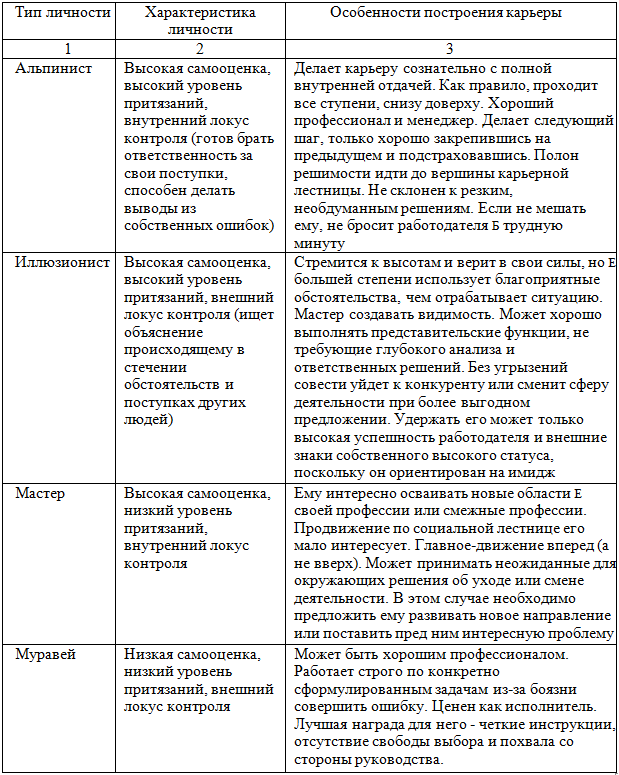 Тип личности
Характеристика
личности
Особенности построения карьеры
1
2
3
Альпинист
Высокая самооценка,
высокий уровень
притязаний,
внутренний локус
контроля (готов брать
ответственность за
свои поступки,
способен делать
выводы из
собственных ошибок)
Делает карьеру сознательно с полной
внутренней отдачей. Как правило, проходит
все ступени, снизу доверху. Хороший
профессионал и менеджер. Делает следующий
шаг, только хорошо закрепившись на
предыдущем и подстраховавшись. Полон
решимости идти до вершины карьерной
лестницы. Не склонен к резким,
необдуманным решениям. Если не мешать
ему, не бросит работодателя Б трудную
минуту
Иллюзионист
Высокая самооценка,
высокий уровень
притязаний, внешний
локус контроля (ищет
объяснение
происходящему в
стечении
обстоятельств и
поступках других
людей)
Стремится к высотам и верит в свои силы, но Е
большей степени использует благоприятные
обстоятельства, чем отрабатывает ситуацию.
Мастер создавать видимость. Может хорошо
выполнять представительские функции, не
требующие глубокого анализа и
ответственных решений. Без угрызений
совести уйдет к конкуренту или сменит сферу
деятельности при более выгодном
предложении. Удержать его может только
высокая успешность работодателя и внешние
знаки собственного высокого статуса,
поскольку он ориентирован на имидж
Мастер
Высокая самооценка,
низкий уровень
притязаний,
внутренний локус
контроля
Ему интересно осваивать новые области Е
своей профессии или смежные профессии.
Продвижение по социальной лестнице его
мало интересует. Главное-движение вперед (а
не вверх). Может принимать неожиданные для
окружающих решения об уходе или смене
деятельности. В этом случае необходимо
предложить ему развивать новое направление
или поставить пред ним интересную проблему
Муравей
Низкая самооценка,
низкий уровень
притязаний, внешний
локус контроля
Может быть хорошим профессионалом.
Работает строго по конкретно
сформулированным задачам из-за боязни
совершить ошибку. Ценен как исполнитель.
Лучшая награда для него - четкие инструкции,
отсутствие свободы выбора и похвала со
стороны руководства.